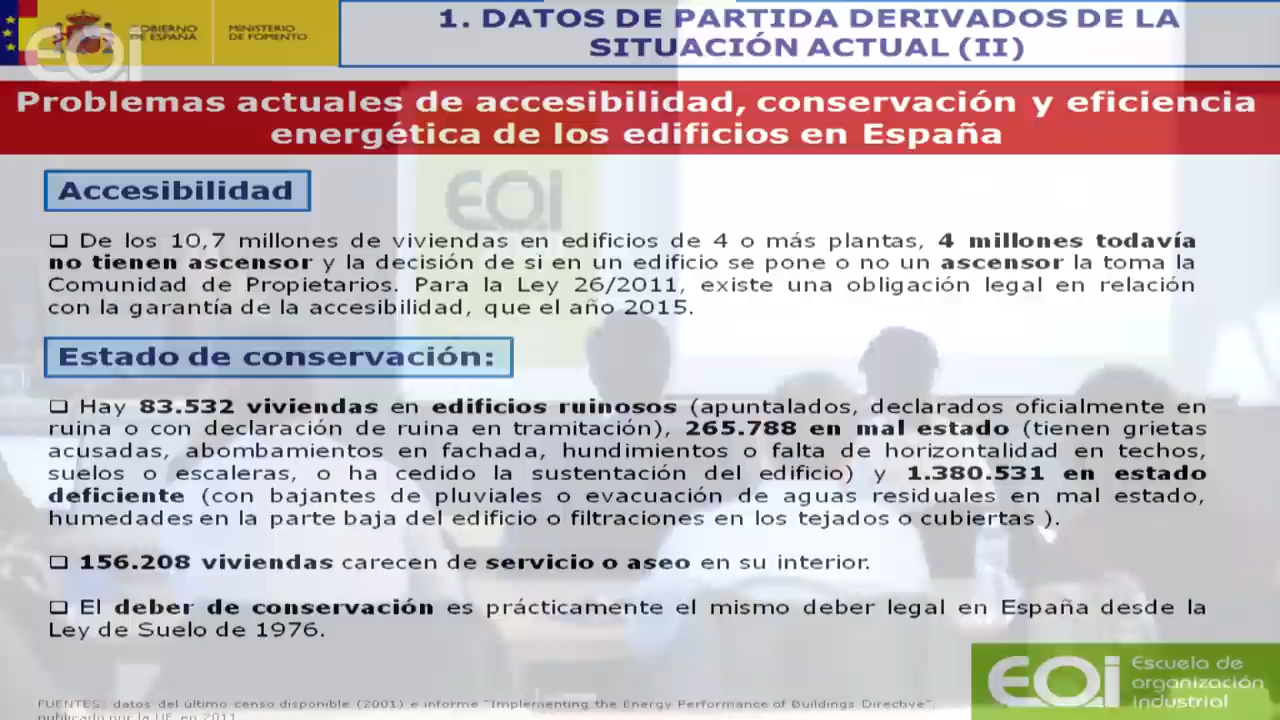 GOBIERNO
DE ESPAÑA
MINISTERIO
DE FOMENTO
EOI
1. DATOS DE PARTIDA DERIVADOS DE LA
SITUACIÓN ACTUAL (II)
Problemas actuales de accesibilidad, conservación y eficiencia
energética de los edificios en España
EOI
Accesibilidad
❑ De los 10,7 millones de viviendas en edificios de 4 o más plantas, 4 millones todavía
no tienen ascensor y la decisión de si en un edificio se pone o no un ascensor la toma la
Comunidad de Propietarios. Para la Ley 26/2011, existe una obligación legal en relación
con la garantía de la accesibilidad, que el año 2015.
Estado de conservación:
❑ Hay 83.532 viviendas en edificios ruinosos (apuntalados, declarados oficialmente en
ruina o con declaración de ruina en tramitación), 265.788 en mal estado (tienen grietas
acusadas, abombamientos en fachada, hundimientos o falta de horizontalidad en techos,
suelos o escaleras, o ha cedido la sustentación del edificio) y 1.380.531 en estado
deficiente (con bajantes de pluviales o evacuación de aguas residuales en mal estado,
humedades en la parte baja del edificio o filtraciones en los tejados o cubiertas ).
❑ 156.208 viviendas carecen de servicio o aseo en su interior.
❑ El deber de conservación es prácticamente el mismo deber legal en España desde la
Ley de Suelo de 1976.
EOI Escuela de
organización
industrial
FUENTES: datos del último censo disponible (2001) e informe "Implementing the Energy Performance of Buildings Directive",
publicado por la UE en 2011